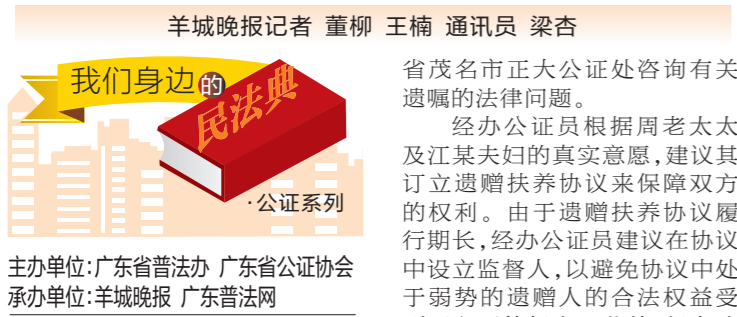 羊城晚报记者 董柳 王楠 通讯员 梁杏
我们身边的
民法典
·公证系列
主办单位:广东省普法办 广东省公证协会
承办单位:羊城晚报 广东普法网
省茂名市正大公证处咨询有关
遗嘱的法律问题。
经办公证员根据周老太太
及江某夫妇的真实意愿,建议其
订立遗赠扶养协议来保障双方
的权利。由于遗赠扶养协议履
行期长,经办公证员建议在协议
中设立监督人,以避免协议中处
于弱势的遗赠人的合法权益受